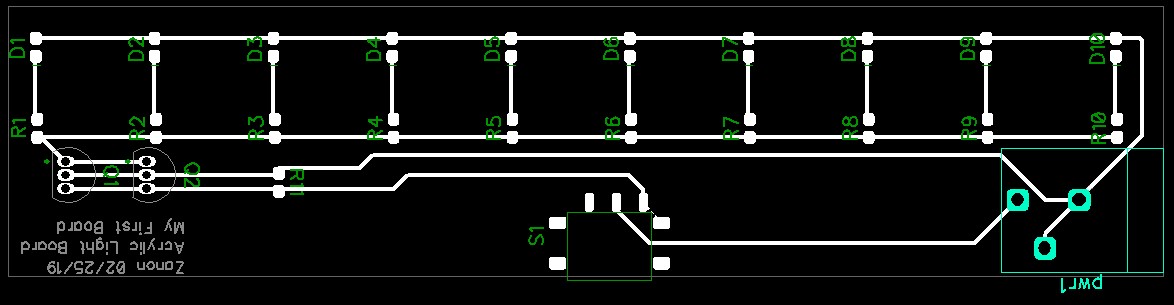 D1 D2 D3 D4 D5 D6 D7 D8 D9 D10
R1 R2 R3 R4 R5 R6 R7 R8 R9 R10
Q1 Q2 R11
S1
My First Board
Acrylic Light Board
Zanon 02/25/19
pwr1